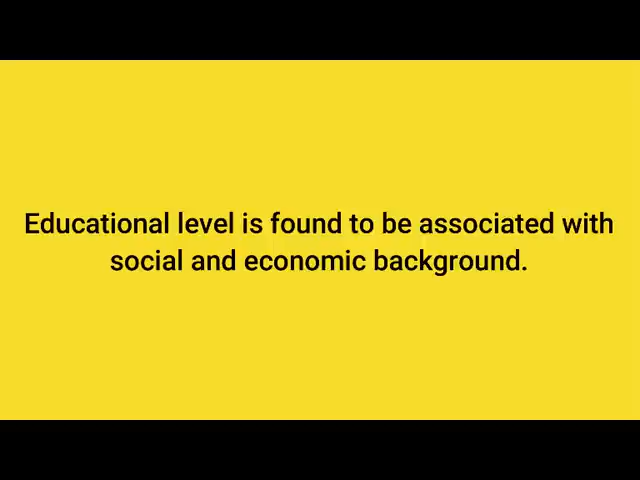 Educational level is found to be associated with
social and economic background.